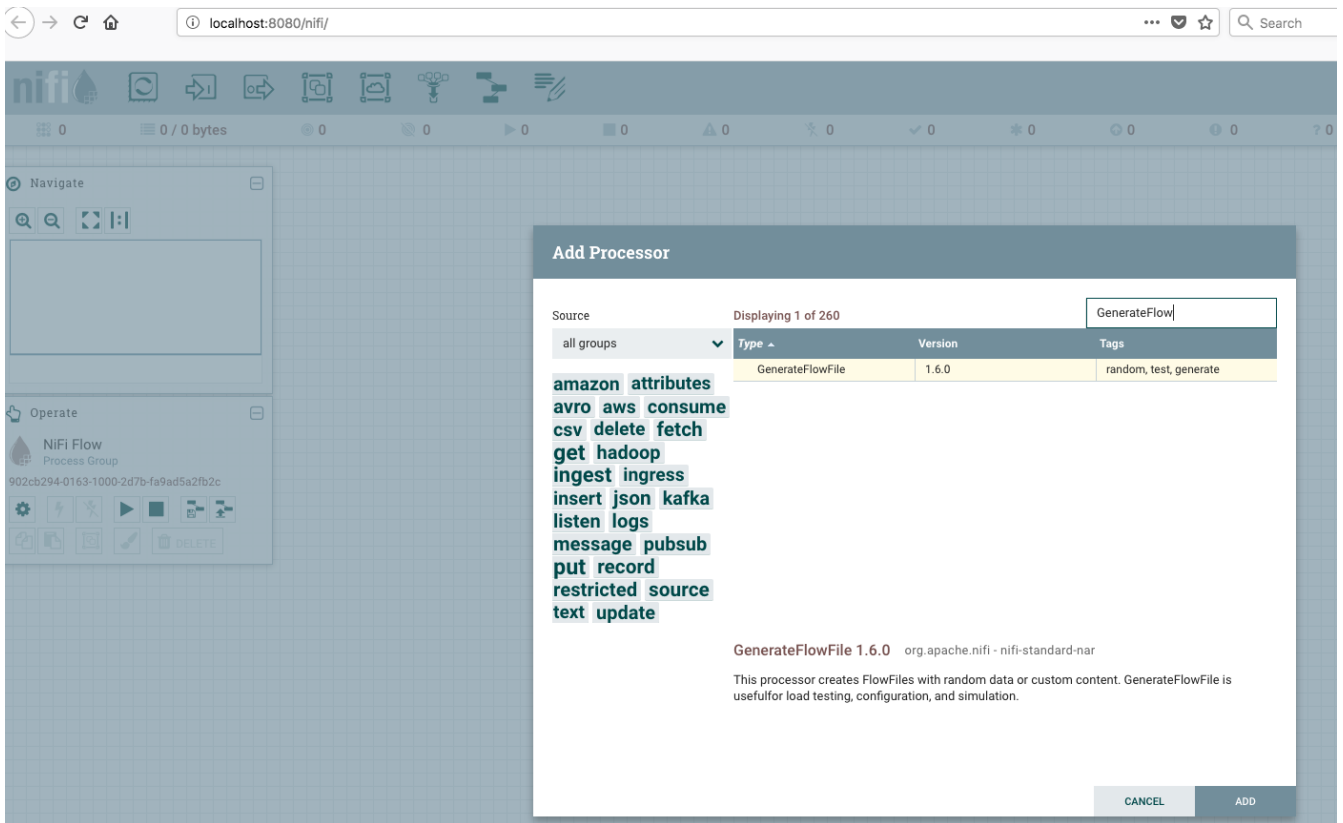 localhost:8080/nifi/
Search
nifi
0 0 / 0 bytes 0 0 0 0 0 0 0 0 0 0 0
Navigate
Operate
NiFi Flow
Process Group
902cb294-0163-1000-2d7b-fa9ad5a2fb2c
DELETE
Add Processor
Source
all groups
amazon attributes
avro aws consume
csv delete fetch
get hadoop
ingest ingress
insert json kafka
listen logs
message pubsub
put record
restricted source
text update
Displaying 1 of 260
GenerateFlow
Type Version Tags
GenerateFlowFile 1.6.0 random, test, generate
GenerateFlowFile 1.6.0 org.apache.nifi - nifi-standard-nar
This processor creates FlowFiles with random data or custom content. GenerateFlowFile is
usefulfor load testing, configuration, and simulation.
CANCEL ADD